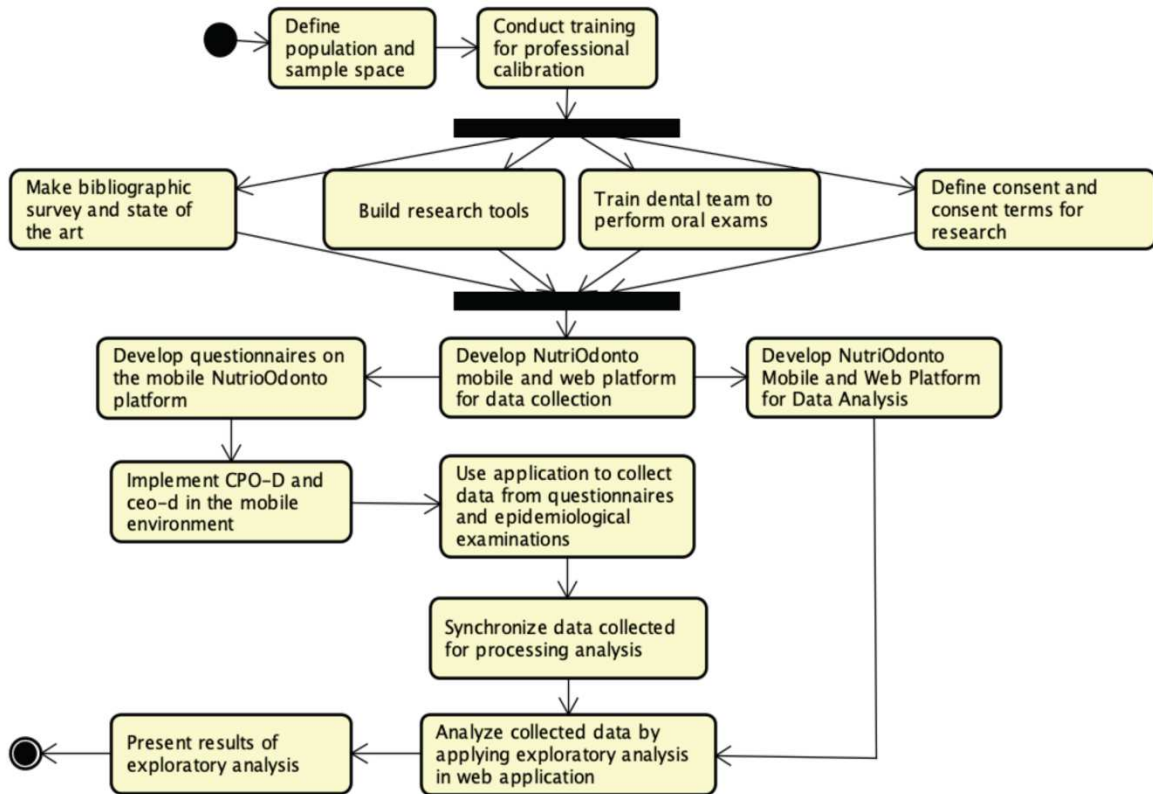 Define
population and
sample space
Conduct training
for professional
calibration
Make bibliographic
survey and state of
the art
Build research tools
Train dental team to
perform oral exams
Define consent and
consent terms for
research
Develop questionnaires on
the mobile NutrioOdonto
platform
Develop NutriOdonto
mobile and web platform
for data collection
Develop NutriOdonto
Mobile and Web Platform
for Data Analysis
Implement CPO-D and
ceo-d in the mobile
environment
Use application to collect
data from questionnaires
and epidemiological
examinations
Synchronize data collected
for processing analysis
Present results of
exploratory analysis
Analyze collected data by
applying exploratory analysis
in web application